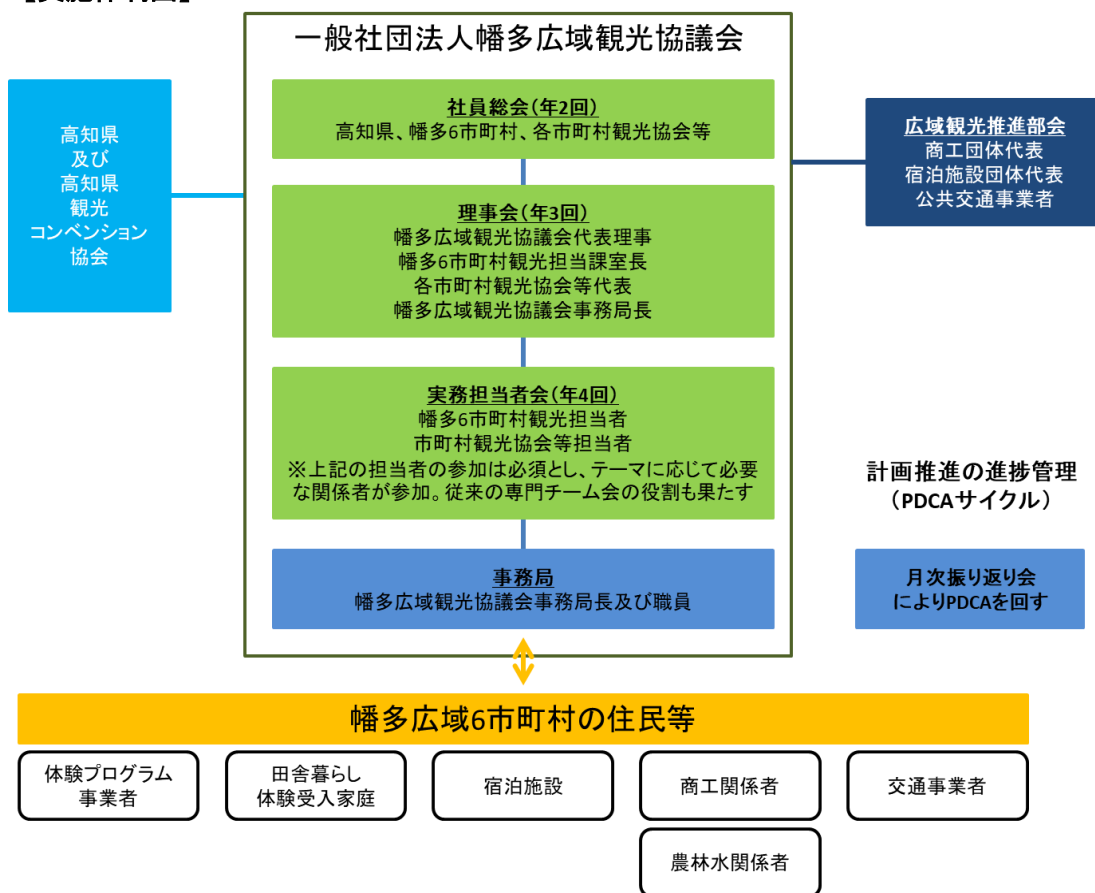 一般社団法人幡多広域観光協議会
社員総会(年2回)
高知県、幡多6市町村、各市町村観光協会等
高知県
及び
高知県
観光
コンベンション
協会
広域観光推進部会
商工団体代表
宿泊施設団体代表
公共交通事業者
理事会(年3回)
幡多広域観光協議会代表理事
幡多6市町村観光担当課室長
各市町村観光協会等代表
幡多広域観光協議会事務局長
実務担当者会(年4回)
幡多6市町村観光担当者
市町村観光協会等担当者
※上記の担当者の参加は必須とし、テーマに応じて必要
な関係者が参加。従来の専門チーム会の役割も果たす
計画推進の進捗管理
(PDCAサイクル)
事務局
幡多広域観光協議会事務局長及び職員
月次振り返り会
によりPDCAを回す
幡多広域6市町村の住民等
体験プログラム
事業者
田舎暮らし
体験受入家庭
宿泊施設
商工関係者
交通事業者
農林水関係者